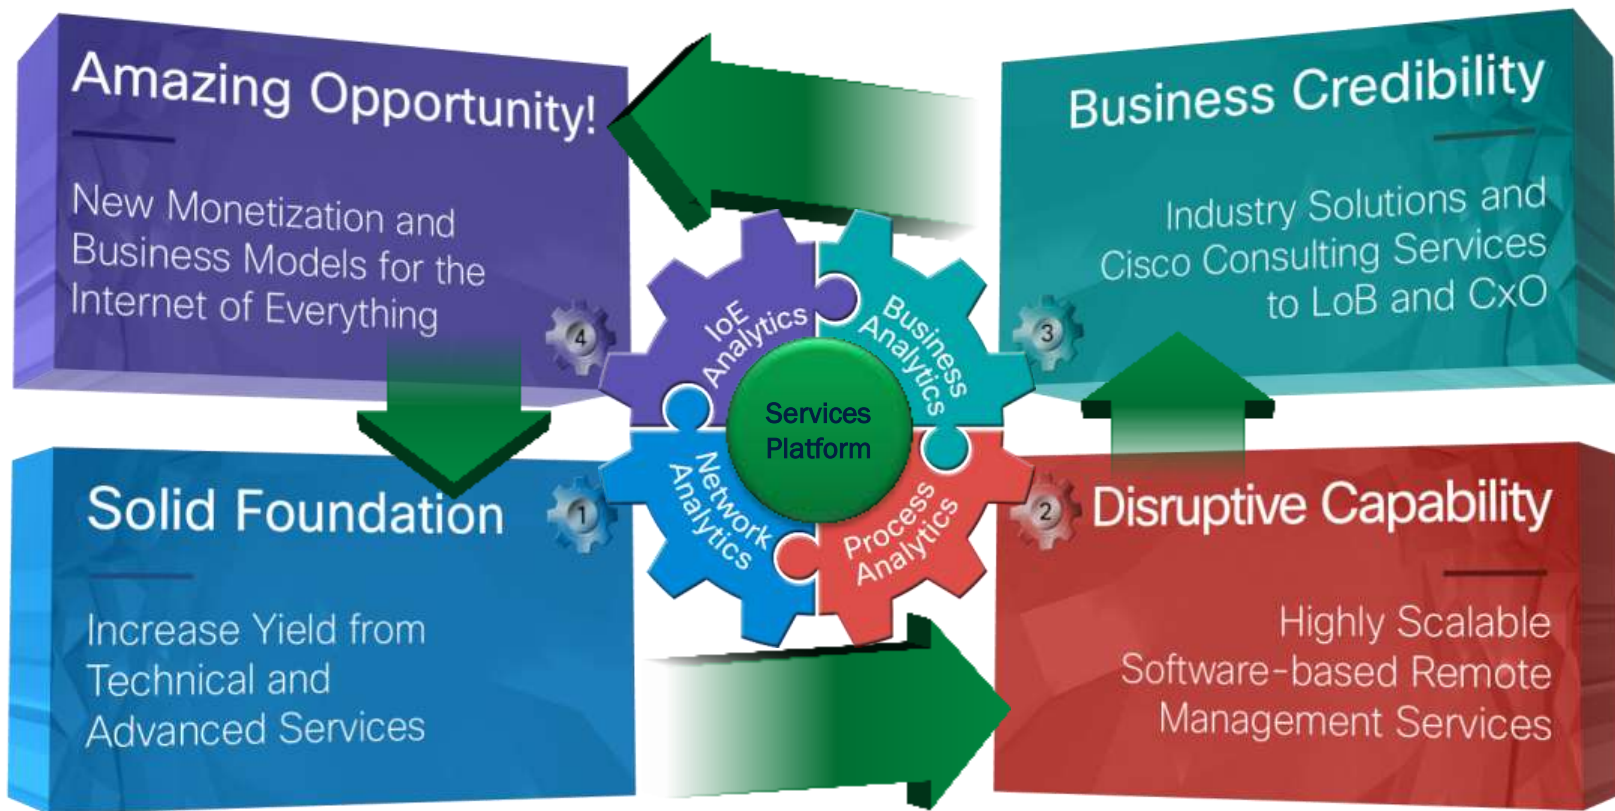 Amazing Opportunity!
New Monetization and
Business Models for the
Internet of Everything
4
Business Credibility
Industry Solutions and
Cisco Consulting Services
to LoB and CxO
3
IoE
Analytics
Business
Analytics
Services
Platform
Network
Analytics
Process
Analytics
Solid Foundation
1
Increase Yield from
Technical and
Advanced Services
2
Disruptive Capability
Highly Scalable
Software-based Remote
Management Services